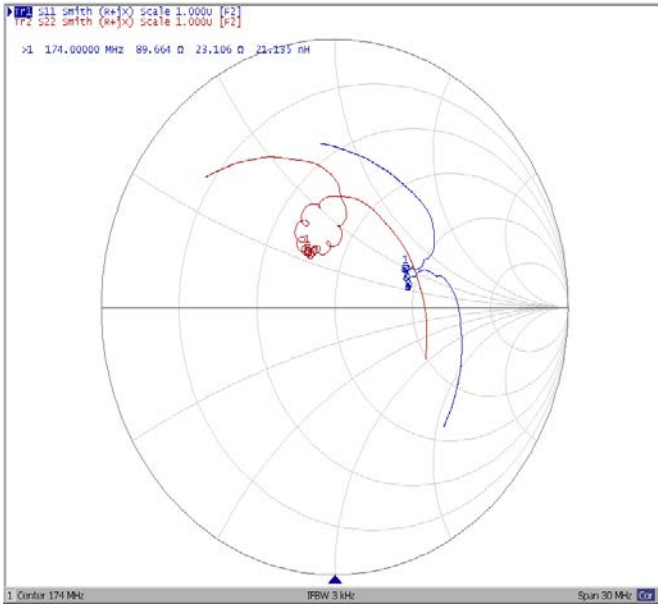 Tr1 S11 Smith (R+jX) Scale 1.000U [F2]
Tr2 S22 Smith (R+jX) Scale 1.000U [F2]
>1 174.00000 MHz 89.664 Ω 23.106 Ω 21.135 nH
1
1
1 Center 174 MHz IFBW 3 kHz Span 30 MHz Cor